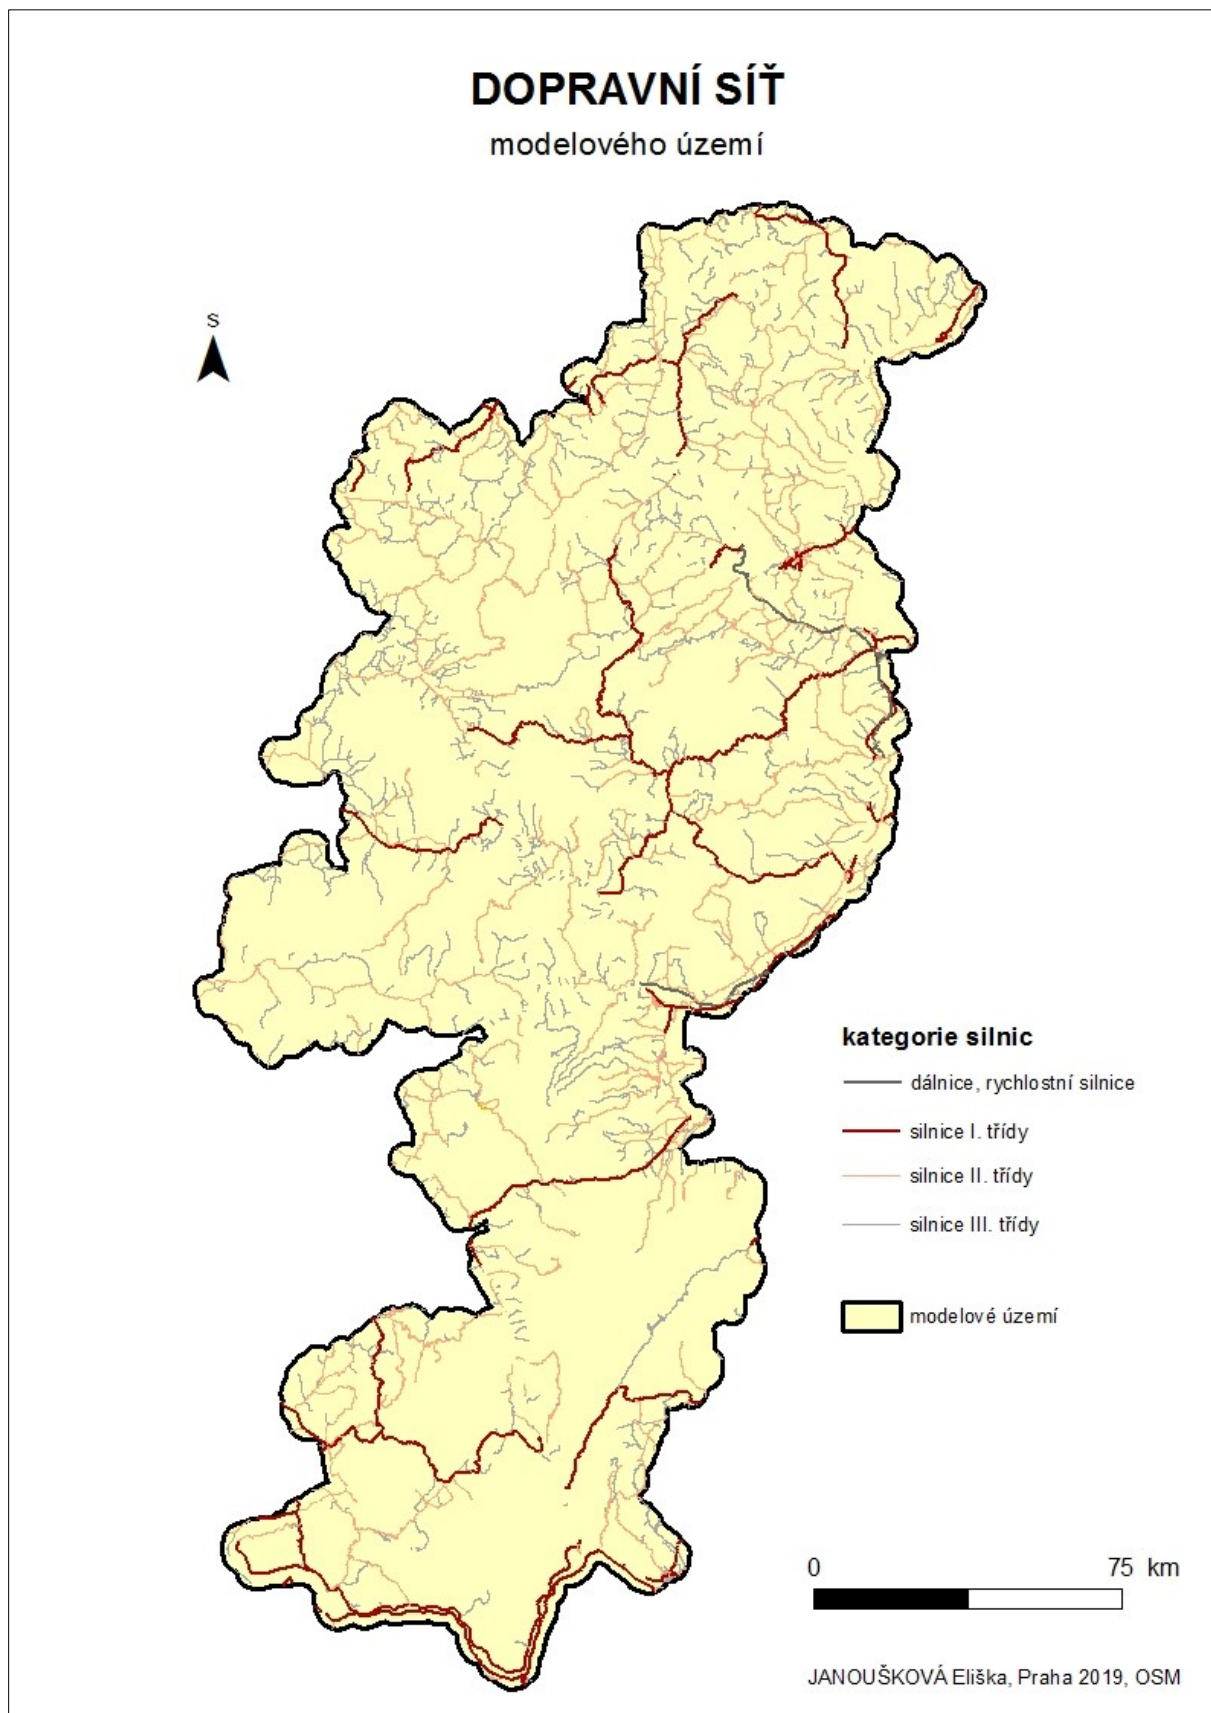 DOPRAVNÍ SÍŤ
modelového území
S
kategorie silnic
dálnice, rychlostní silnice
silnice I. třídy
silnice II. třídy
silnice III. třídy
modelové území
0 75 km
JANOUŠKOVÁ Eliška, Praha 2019, OSM